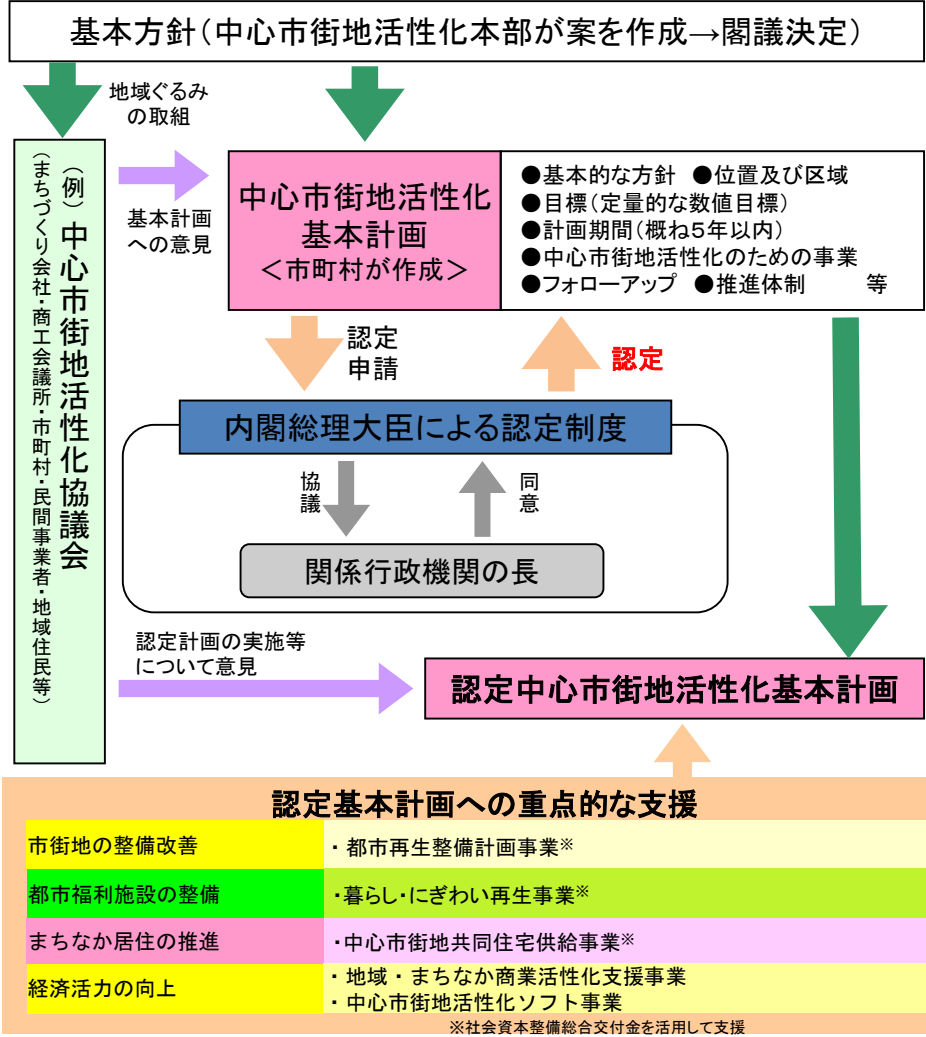 基本方針(中心市街地活性化本部が案を作成→閣議決定)
地域ぐるみ
の取組
(例)中心市街地活性化協議会
(まちづくり会社・商工会議所・市町村・民間事業者・地域住民等)
基本計画
への意見
中心市街地活性化
基本計画
<市町村が作成>
●基本的な方針 ●位置及び区域
●目標(定量的な数値目標)
●計画期間(概ね5年以内)
●中心市街地活性化のための事業
●フォローアップ ●推進体制 等
認定
申請
認定
内閣総理大臣による認定制度
協議
同意
関係行政機関の長
認定計画の実施等
について意見
認定中心市街地活性化基本計画
認定基本計画への重点的な支援
市街地の整備改善
・都市再生整備計画事業※
都市福利施設の整備
・暮らし・にぎわい再生事業※
まちなか居住の推進
・中心市街地共同住宅供給事業※
経済活力の向上
・地域・まちなか商業活性化支援事業
・中心市街地活性化ソフト事業
※社会資本整備総合交付金を活用して支援